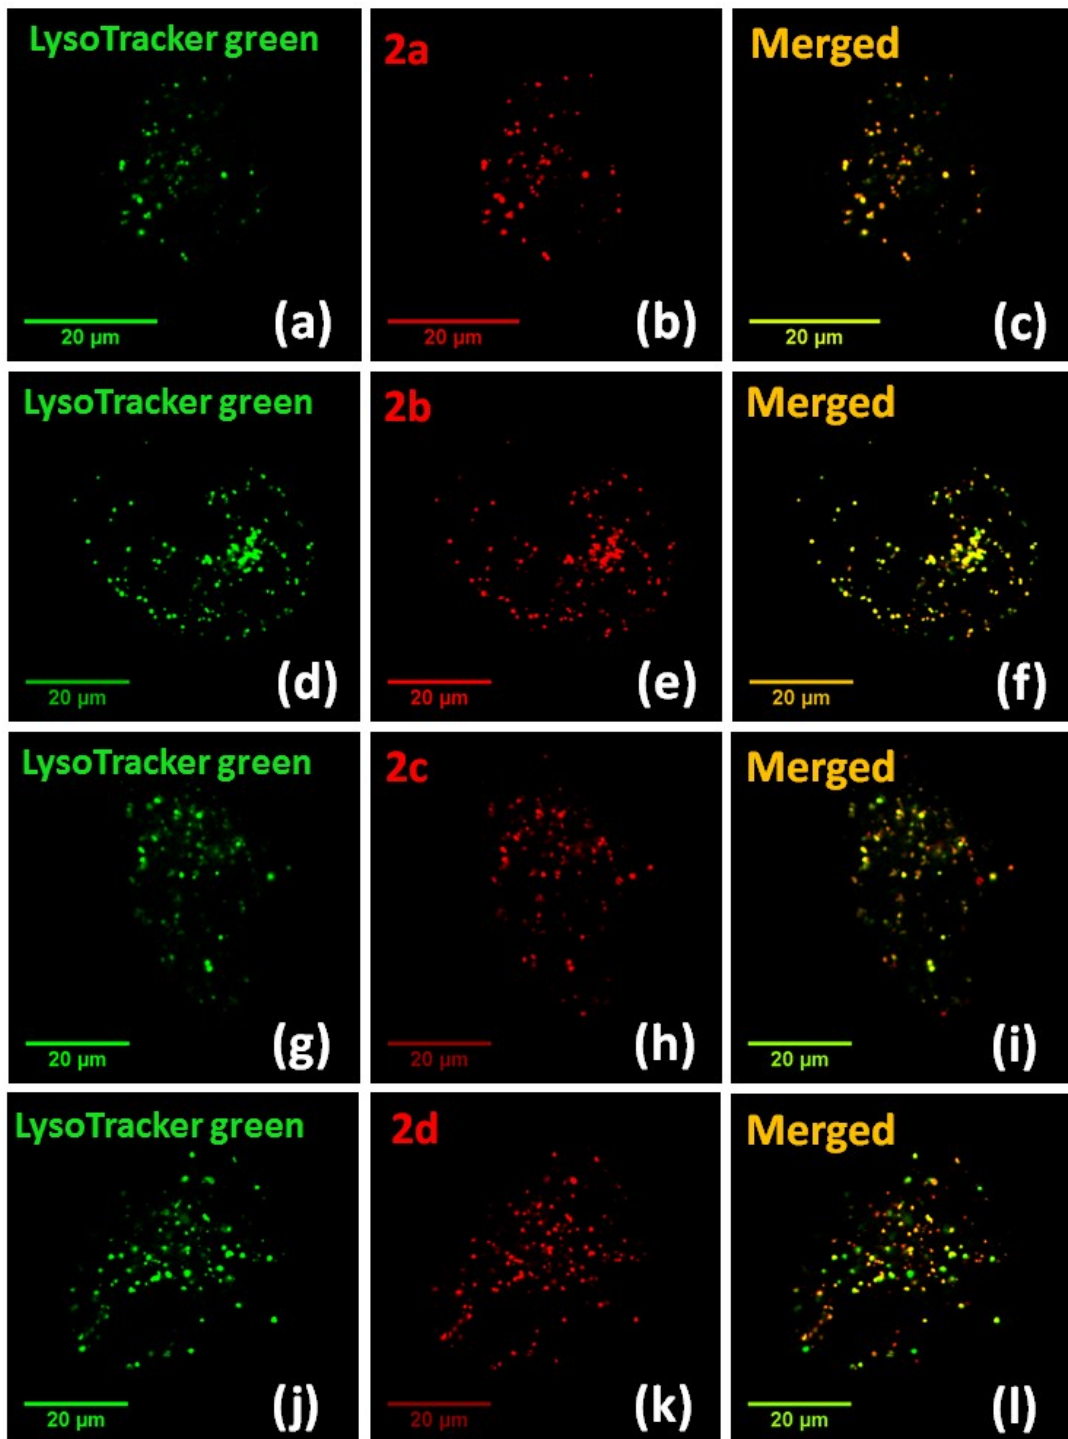 LysoTracker green
2a
Merged
20 µm
(a)
20 µm
(b)
20 µm
(c)
LysoTracker green
2b
Merged
20 µm
(d)
20 µm
(e)
20 µm
(f)
LysoTracker green
2c
Merged
20 µm
(g)
20 µm
(h)
20 µm
(i)
LysoTracker green
2d
Merged
20 µm
(j)
20 µm
(k)
20 µm
(l)